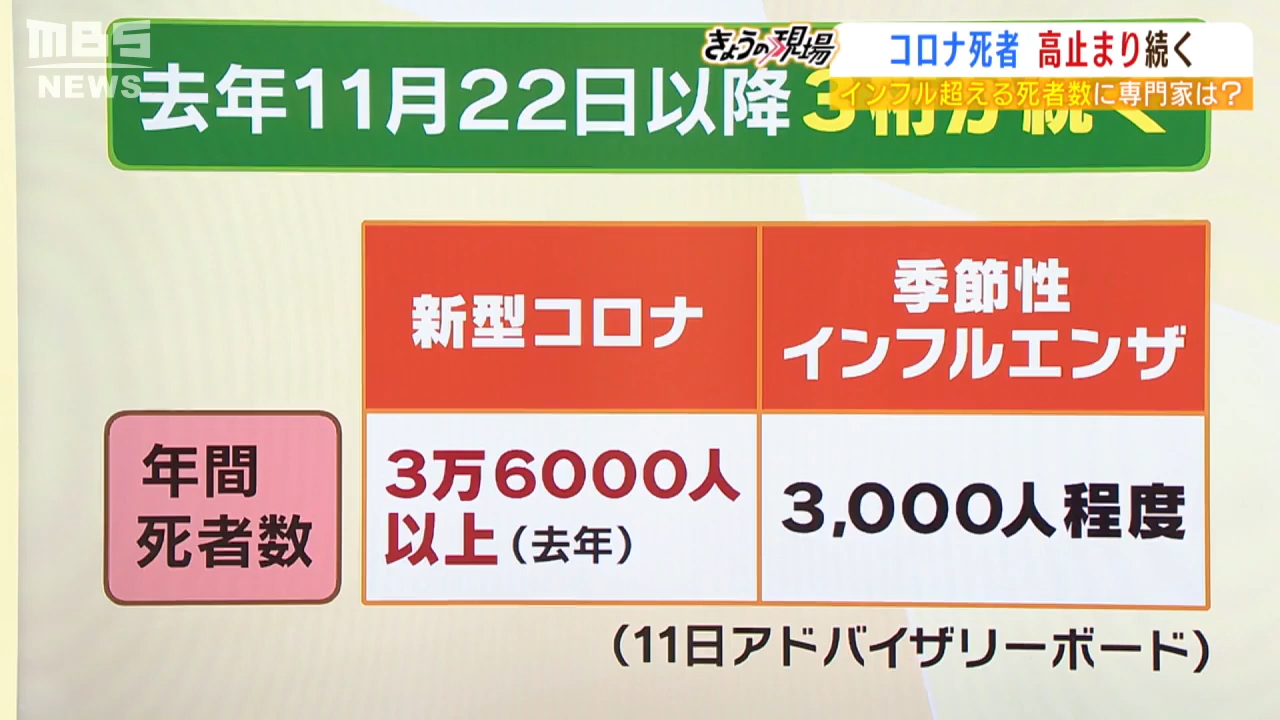 MBS
NEWS
きょうの現場
コロナ死者 高止まり続く
インフル超える死者数に専門家は？
去年11月22日以降3桁が続く
新型コロナ
季節性
インフルエンザ
年間
死者数
3万6000人
以上(去年)
3,000人程度
(11日アドバイザリーボード)